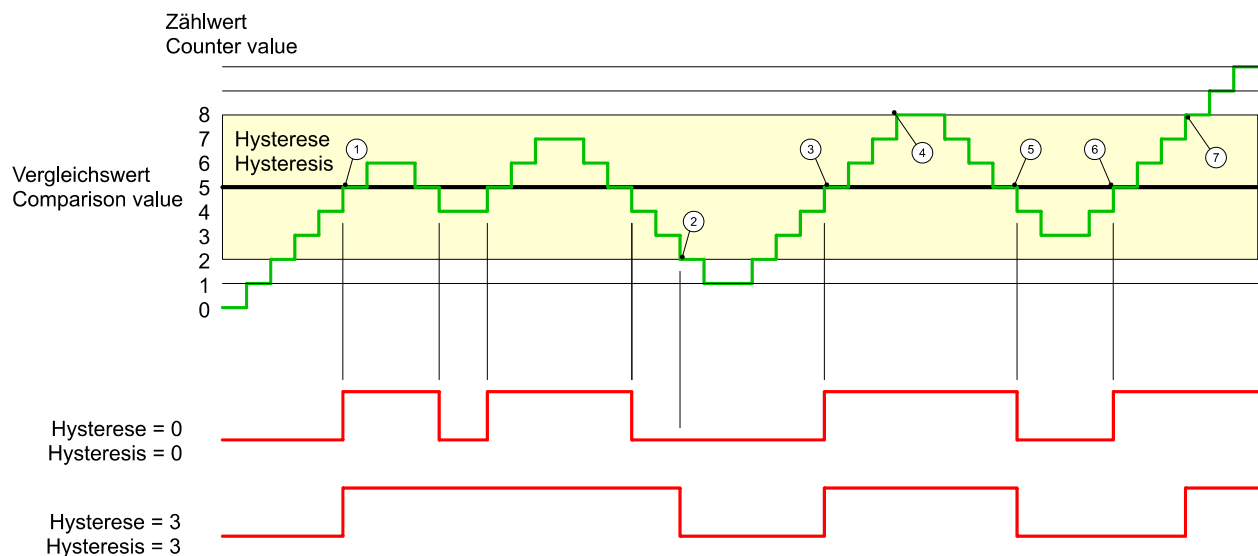 Zählwert
Counter value
8
7
6
5
4
3
2
1
0
Hysterese
Hysteresis
Vergleichswert
Comparison value
1
2
3
4
5
6
7
Hysterese = 0
Hysteresis = 0
Hysterese = 3
Hysteresis = 3